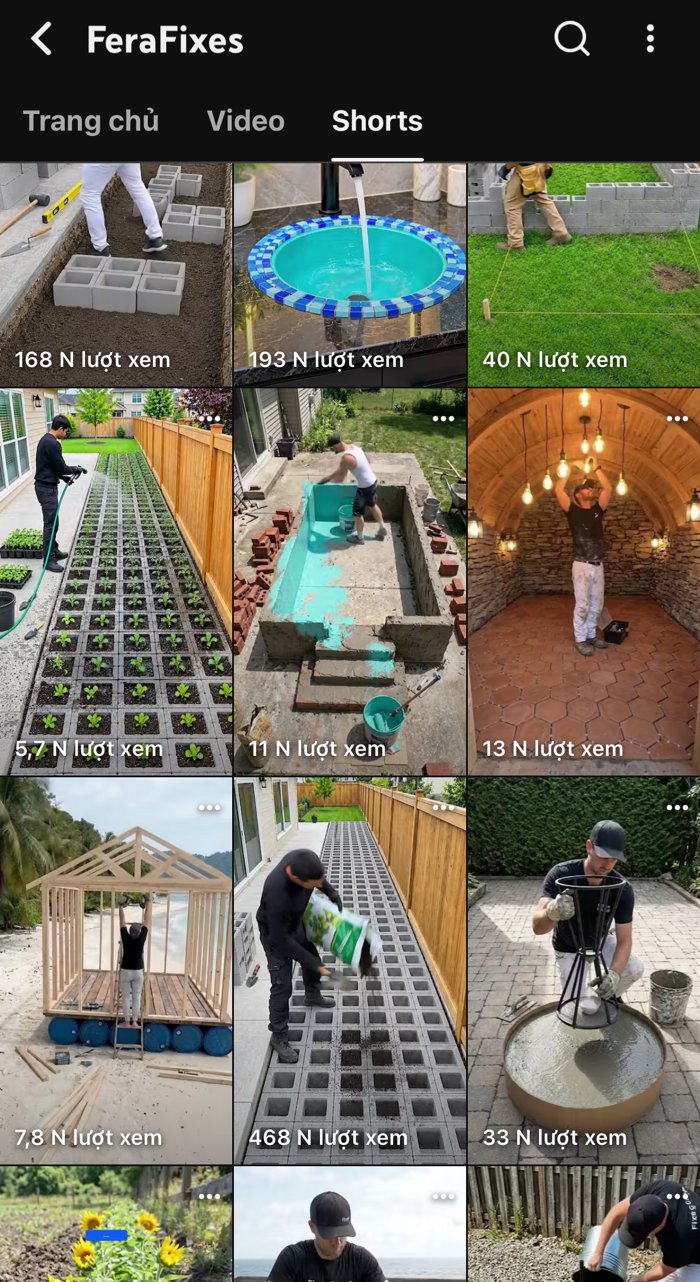 FeraFixes
Trang chủ
Video
Shorts
168 N lượt xem
193 N lượt xem
40 N lượt xem
5,7 N lượt xem
11 N lượt xem
13 N lượt xem
7,8 N lượt xem
468 N lượt xem
33 N lượt xem